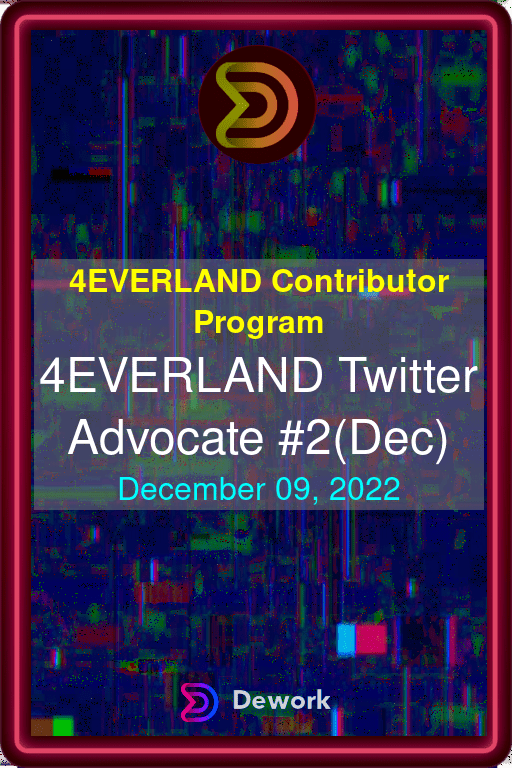 4EVERLAND Contributor
Program
4EVERLAND Twitter
Advocate #2(Dec)
December 09, 2022
Dework